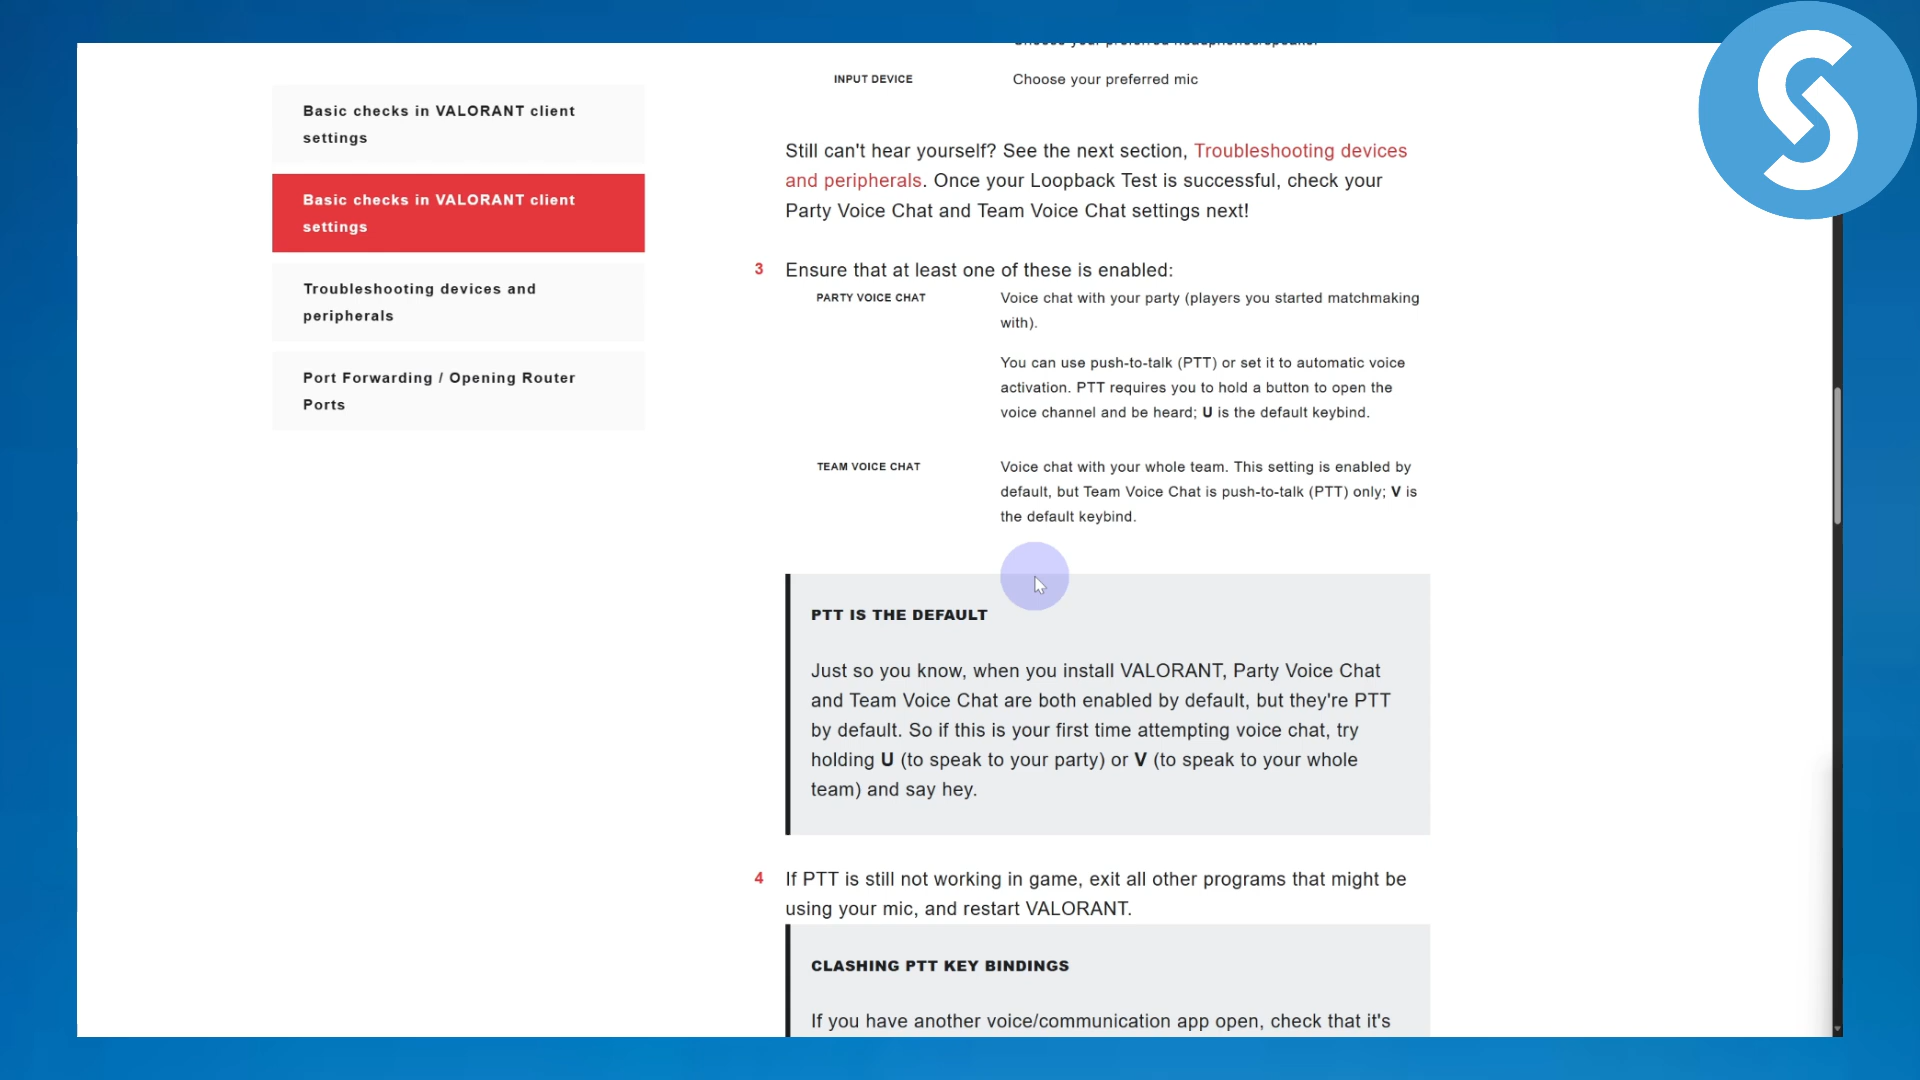 Basic checks in VALORANT client
settings
Basic checks in VALORANT client
settings
Troubleshooting devices and
peripherals
Port Forwarding / Opening Router
Ports
INPUT DEVICE Choose your preferred mic
Still can't hear yourself? See the next section, Troubleshooting devices
and peripherals. Once your Loopback Test is successful, check your
Party Voice Chat and Team Voice Chat settings next!
3 Ensure that at least one of these is enabled:
PARTY VOICE CHAT Voice chat with your party (players you started matchmaking
with).
You can use push-to-talk (PTT) or set it to automatic voice
activation. PTT requires you to hold a button to open the
voice channel and be heard; U is the default keybind.
TEAM VOICE CHAT Voice chat with your whole team. This setting is enabled by
default, but Team Voice Chat is push-to-talk (PTT) only; V is
the default keybind.
PTT IS THE DEFAULT
Just so you know, when you install VALORANT, Party Voice Chat
and Team Voice Chat are both enabled by default, but they're PTT
by default. So if this is your first time attempting voice chat, try
holding U (to speak to your party) or V (to speak to your whole
team) and say hey.
4 If PTT is still not working in game, exit all other programs that might be
using your mic, and restart VALORANT.
CLASHING PTT KEY BINDINGS
If you have another voice/communication app open, check that it's